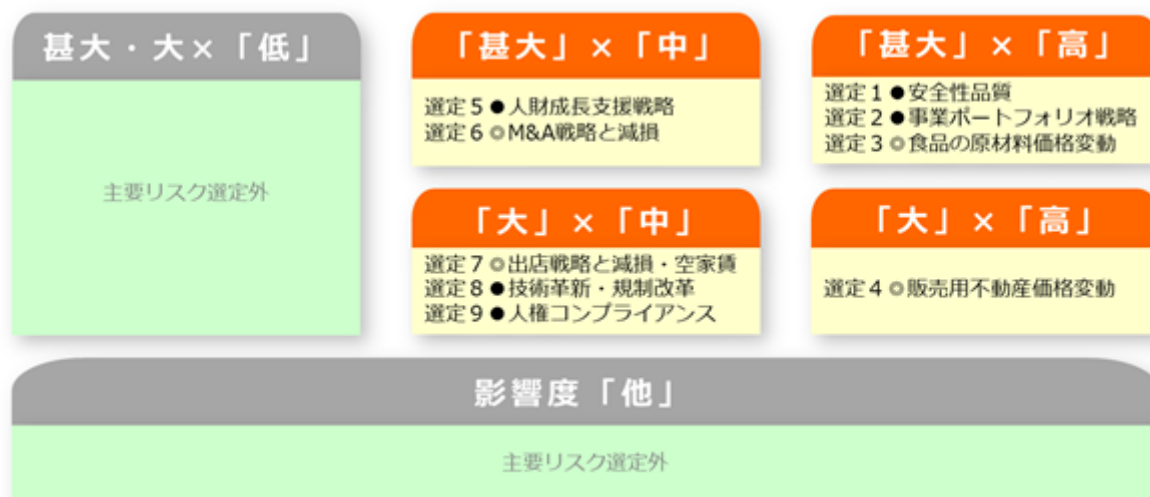 甚大・大×「低」
主要リスク選定外
「甚大」×「中」
選定5●人財成長支援戦略
選定6◎M&A戦略と減損
「甚大」×「高」
選定1●安全性品質
選定2●事業ポートフォリオ戦略
選定3◎食品の原材料価格変動
「大」×「中」
選定7◎出店戦略と減損・空家賃
選定8●技術革新・規制改革
選定9●人権コンプライアンス
「大」×「高」
選定4◎販売用不動産価格変動
影響度「他」
主要リスク選定外